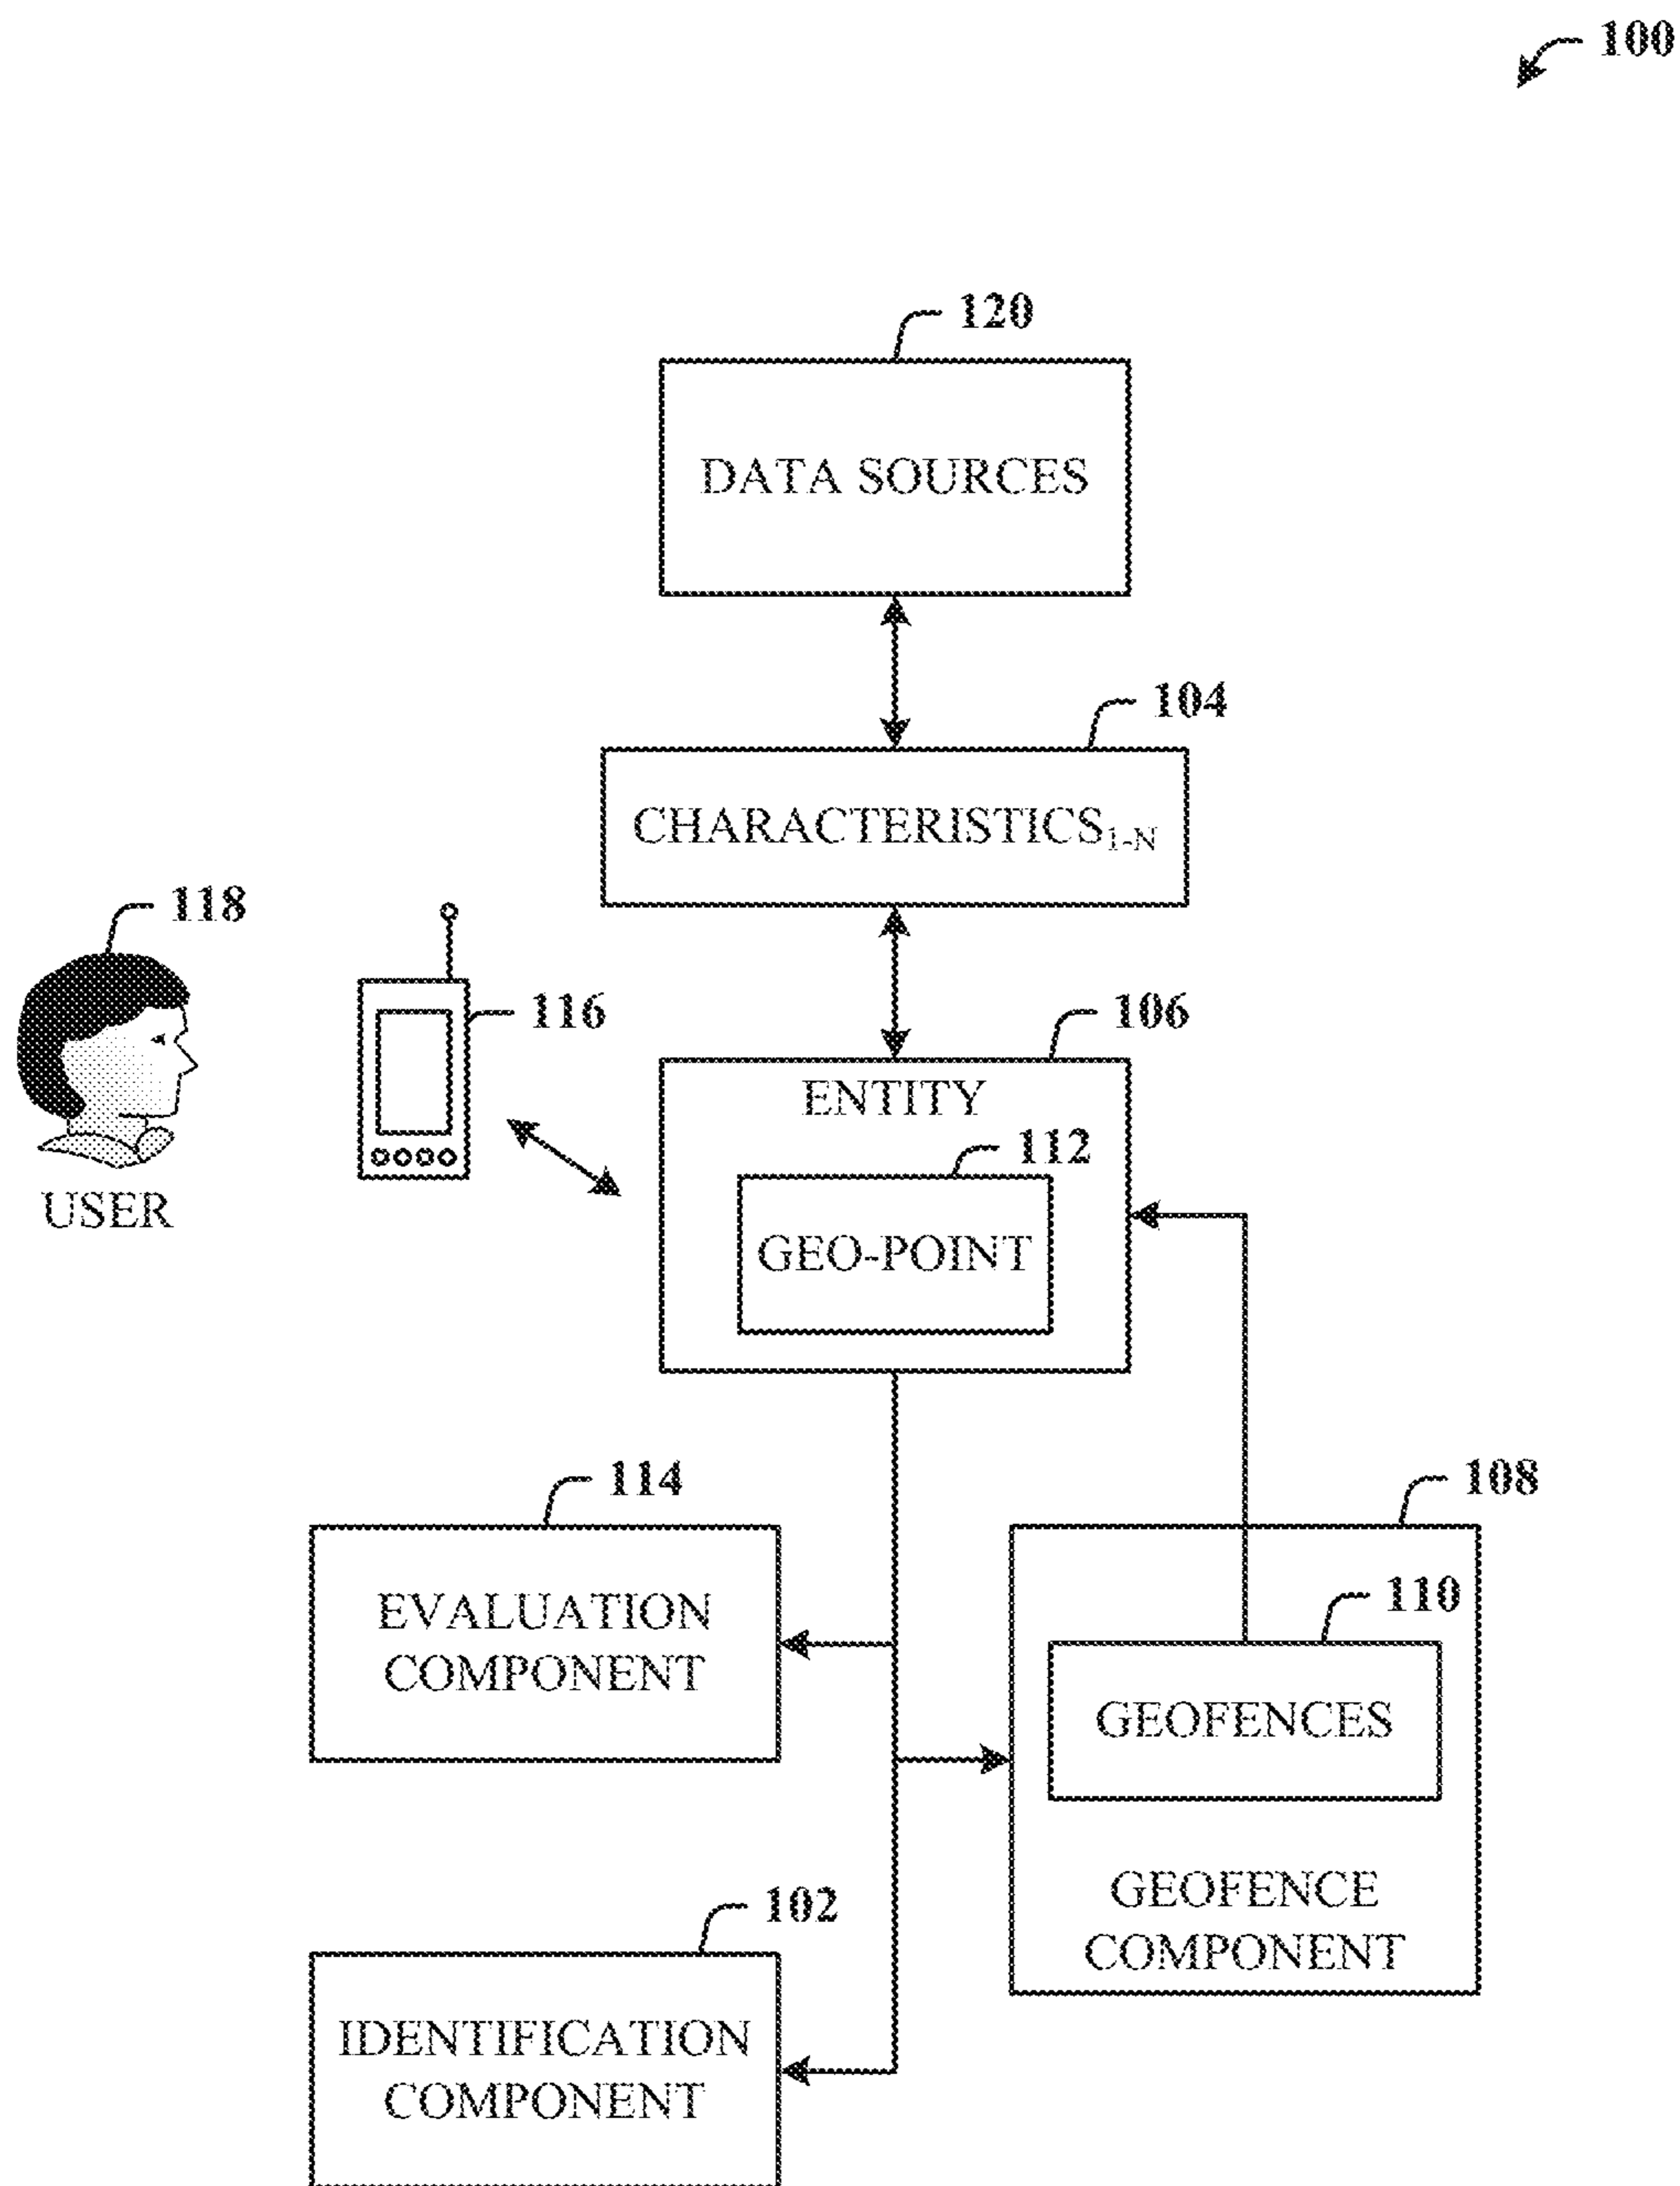 100
120
DATA SOURCES
104
CHARACTERISTICS1-N
118
116
106
ENTITY
112
GEO-POINT
USER
114
108
EVALUATION
COMPONENT
110
GEOFENCES
GEOFENCE
COMPONENT
102
IDENTIFICATION
COMPONENT